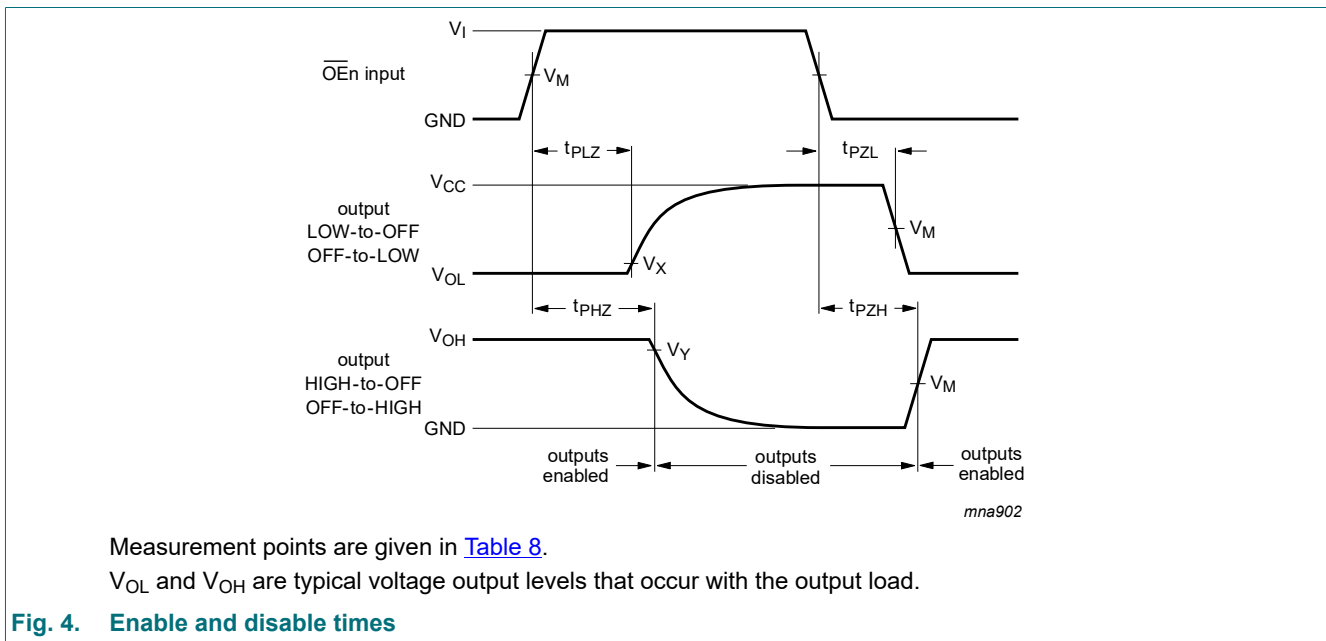 V_I
O̅E̅n input
V_M
GND
t_PLZ
t_PZL
V_CC
output
LOW-to-OFF
OFF-to-LOW
V_M
V_X
V_OL
t_PHZ
t_PZH
V_OH
output
HIGH-to-OFF
OFF-to-HIGH
V_Y
V_M
GND
outputs
enabled
outputs
disabled
outputs
enabled
mna902
Measurement points are given in Table 8.
V_OL and V_OH are typical voltage output levels that occur with the output load.
Fig. 4. Enable and disable times